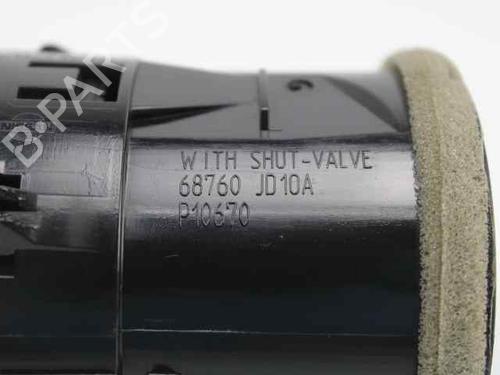 WITH SHUT-VALVE
68760 JD10A
P10670
B-PARTS